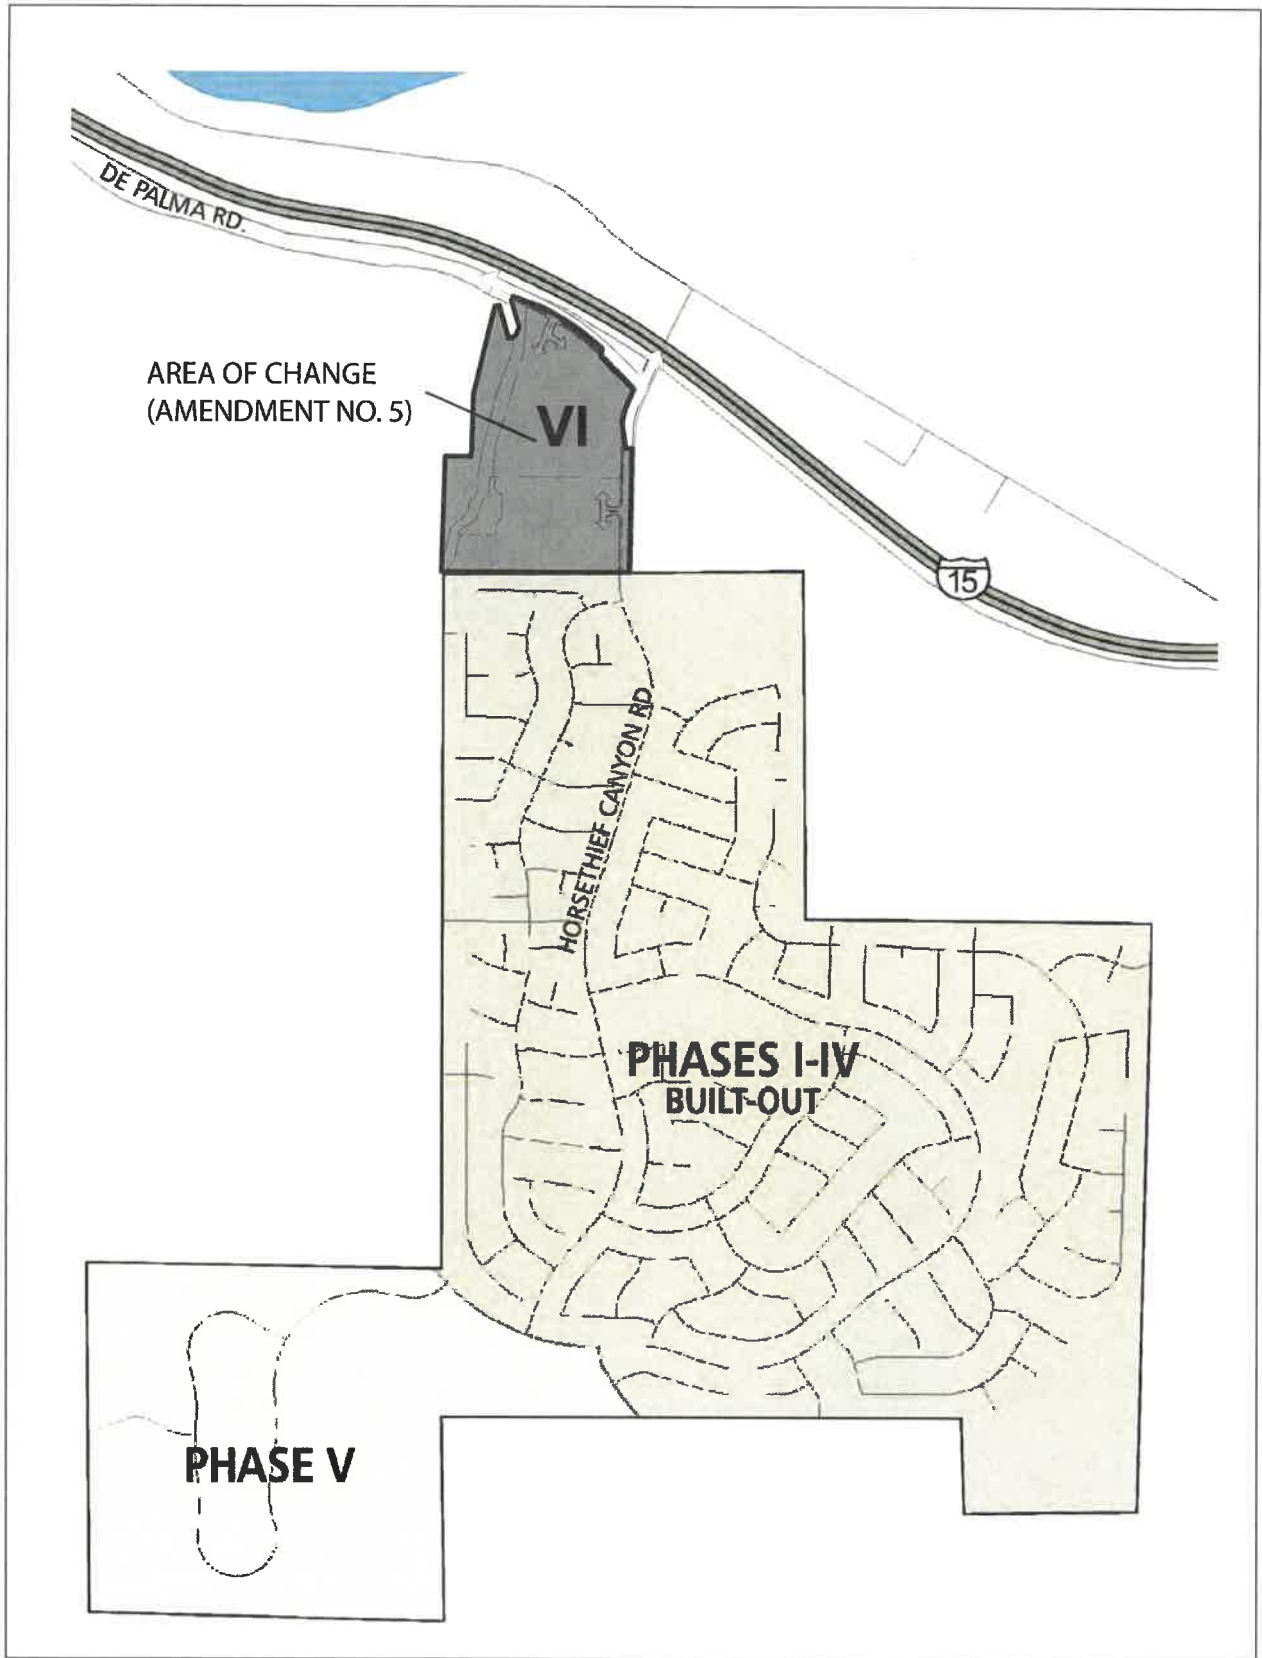 DE PALMA RD.
AREA OF CHANGE
(AMENDMENT NO. 5)
VI
15
HORSETHIEF CANYON RD
PHASES I-IV
BUILT-OUT
PHASE V